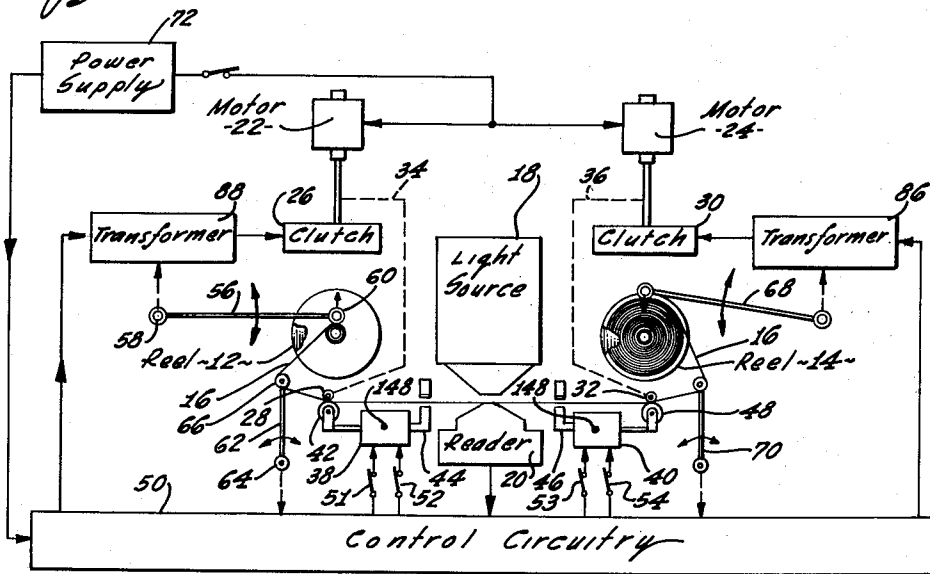 72
Power
Supply
Motor
-22-
Motor
-24-
34
18
36
88
26
30
86
Transformer
Clutch
Light
Source
Clutch
Transformer
56
60
68
58
Reel~12~
16
Reel~14~
16
66
28
148
148
32
48
62
42
Reader
70
64
38
44
20
46
40
51
52
53
54
50
Control Circuitry